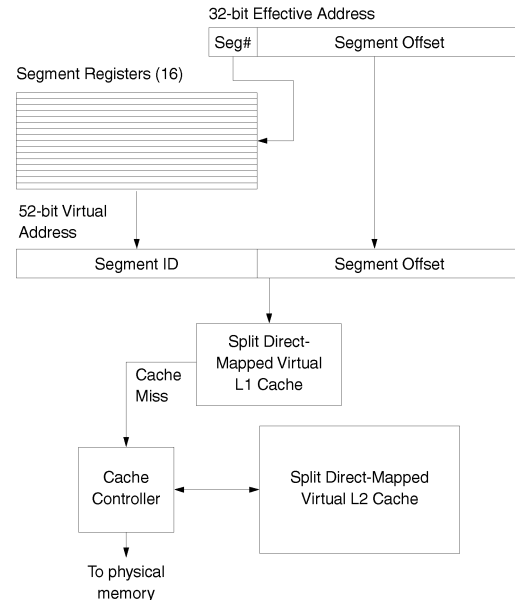 32-bit Effective Address
Seg# Segment Offset
Segment Registers (16)
52-bit Virtual
Address
Segment ID Segment Offset
Split Direct-
Mapped Virtual
L1 Cache
Cache
Miss
Cache
Controller
Split Direct-Mapped
Virtual L2 Cache
To physical
memory